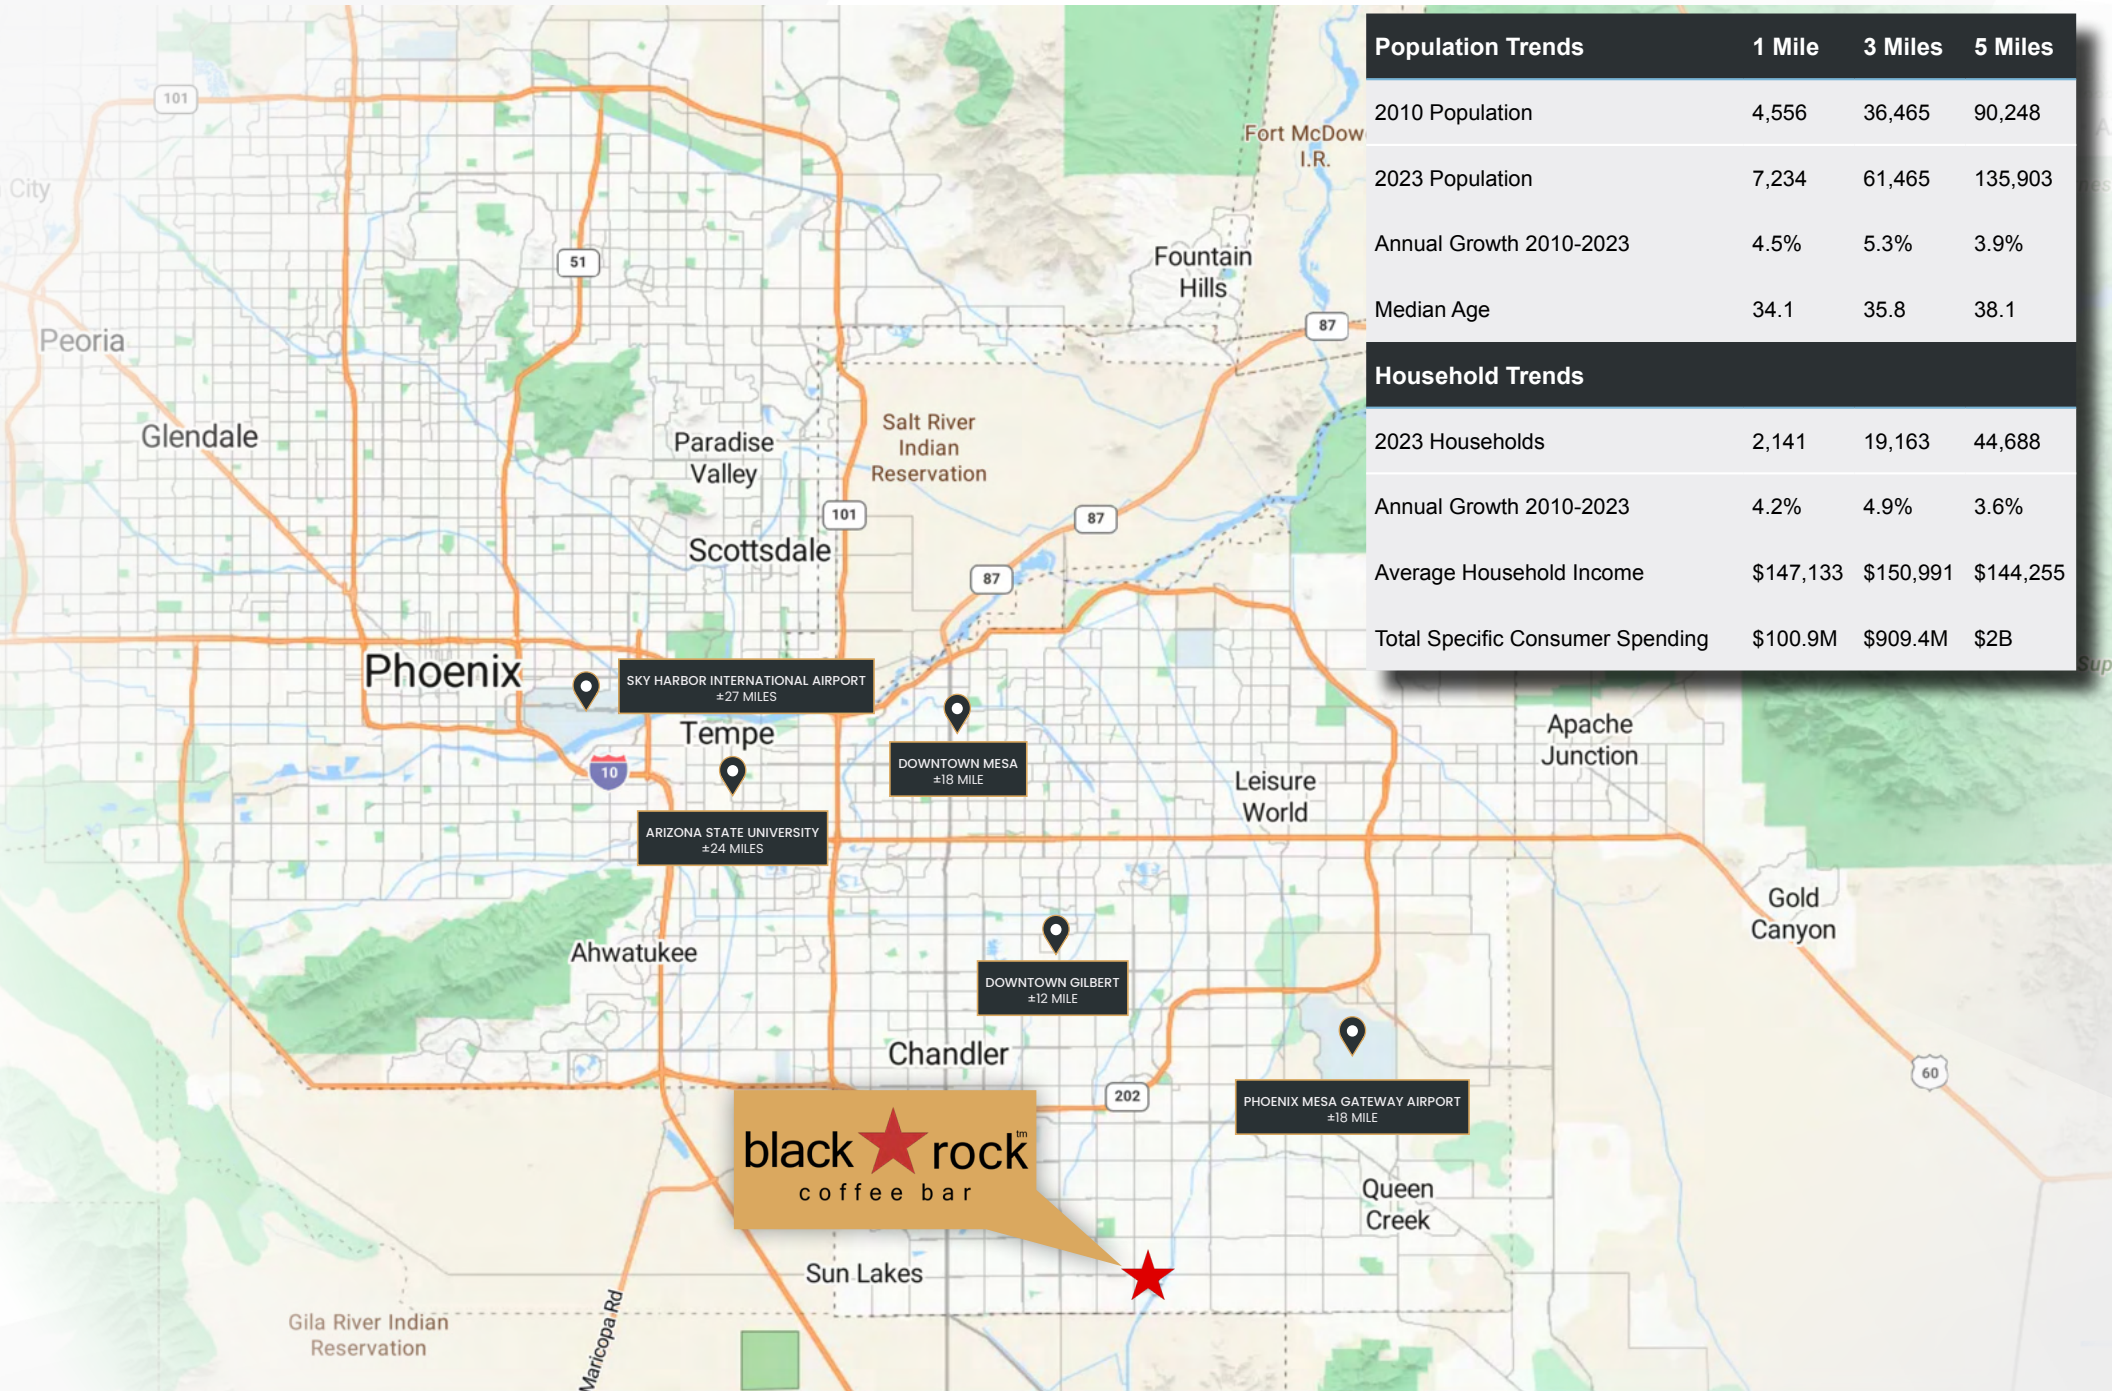 Population Trends 1 Mile 3 Miles 5 Miles
2010 Population 4,556 36,465 90,248
2023 Population 7,234 61,465 135,903
Annual Growth 2010-2023 4.5% 5.3% 3.9%
Median Age 34.1 35.8 38.1
Household Trends
2023 Households 2,141 19,163 44,688
Annual Growth 2010-2023 4.2% 4.9% 3.6%
Average Household Income $147,133 $150,991 $144,255
Total Specific Consumer Spending $100.9M $909.4M $2B
101
Fort McDow
I.R.
City
51
Fountain
Hills
87
Peoria
Glendale
Paradise
Valley
Salt River
Indian
Reservation
101
87
Scottsdale
87
Phoenix
SKY HARBOR INTERNATIONAL AIRPORT
±27 MILES
Sup
Tempe
Apache
Junction
DOWNTOWN MESA
±18 MILE
10
Leisure
World
ARIZONA STATE UNIVERSITY
±24 MILES
Gold
Canyon
Ahwatukee
DOWNTOWN GILBERT
±12 MILE
Chandler
60
202
PHOENIX MESA GATEWAY AIRPORT
±18 MILE
black rock tm
coffee bar
Queen
Creek
Sun Lakes
Gila River Indian
Reservation
Maricopa Rd